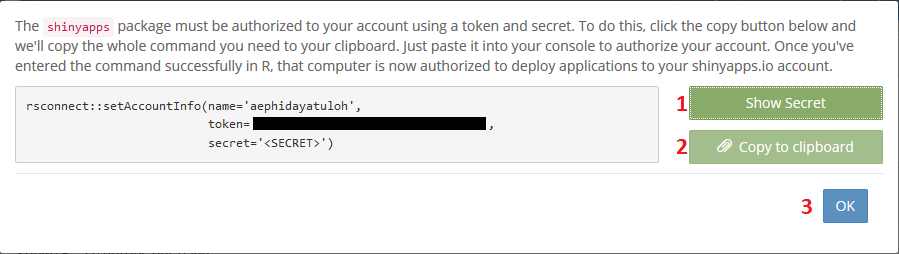 The shinyapps package must be authorized to your account using a token and secret. To do this, click the copy button below and
we'll copy the whole command you need to your clipboard. Just paste it into your console to authorize your account. Once you've
entered the command successfully in R, that computer is now authorized to deploy applications to your shinyapps.io account.
rsconnect::setAccountInfo(name='aephidayatuloh',
token= ,
secret='<SECRET>')
1 Show Secret
2 Copy to clipboard
3 OK